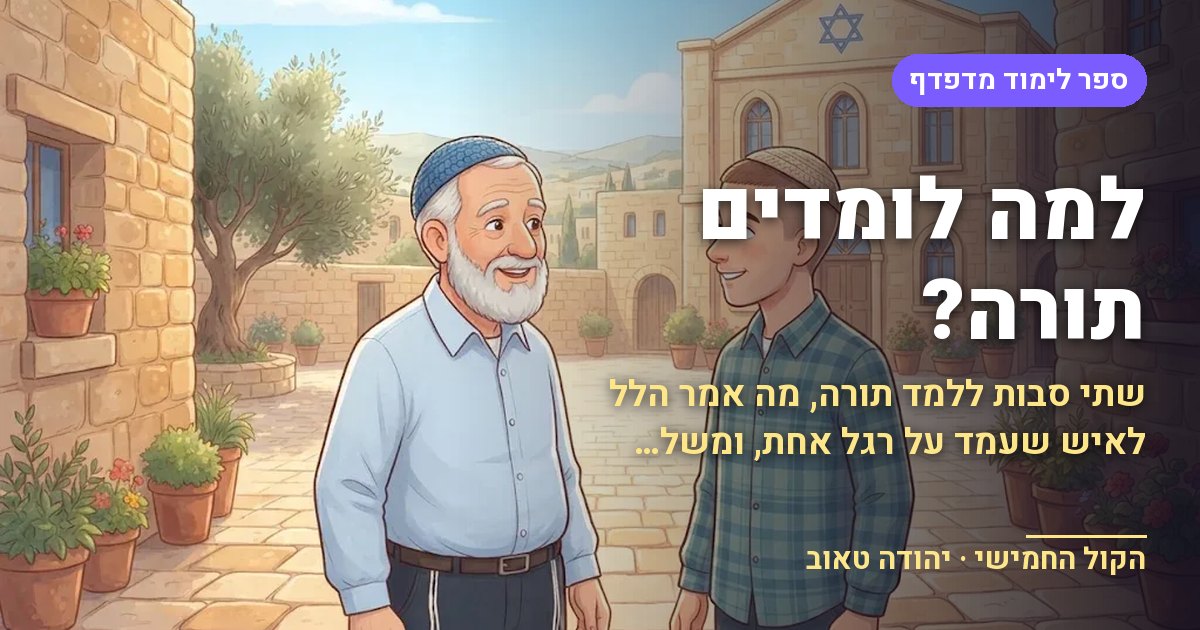 ספר לימוד מדפדף
למה לומדים
תורה?
שתי סבות ללמד תורה, מה אמר הלל
לאיש שעמד על רגל אחת, ומשל...
הקול החמישי · יהודה טאוב